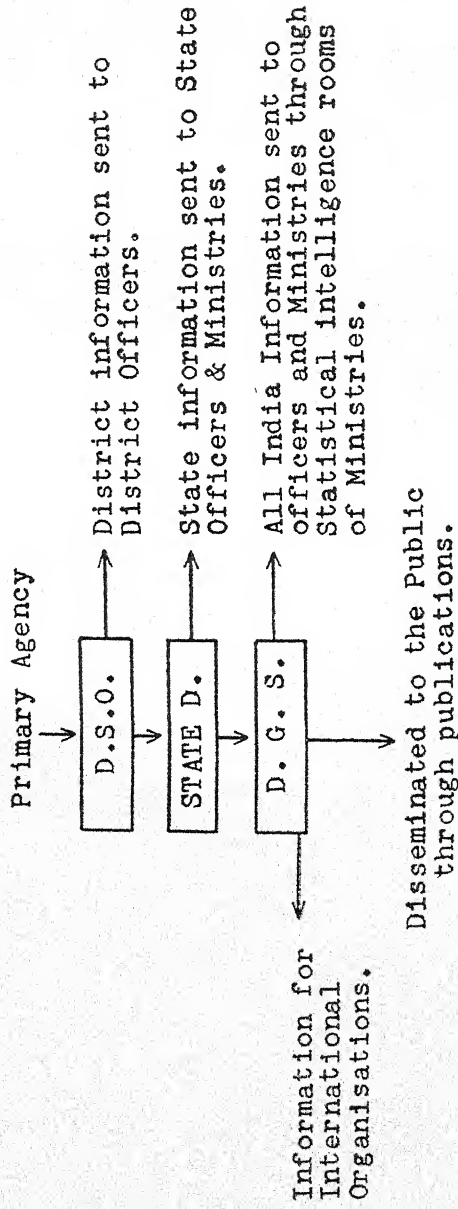 Primary Agency
D.S.O.
District information sent to
District Officers.
STATE D.
State information sent to State
Officers & Ministries.
D. G. S.
All India Information sent to
officers and Ministries through
Statistical intelligence rooms
of Ministries.
Information for
International
Organisations.
Disseminated to the Public
through publications.